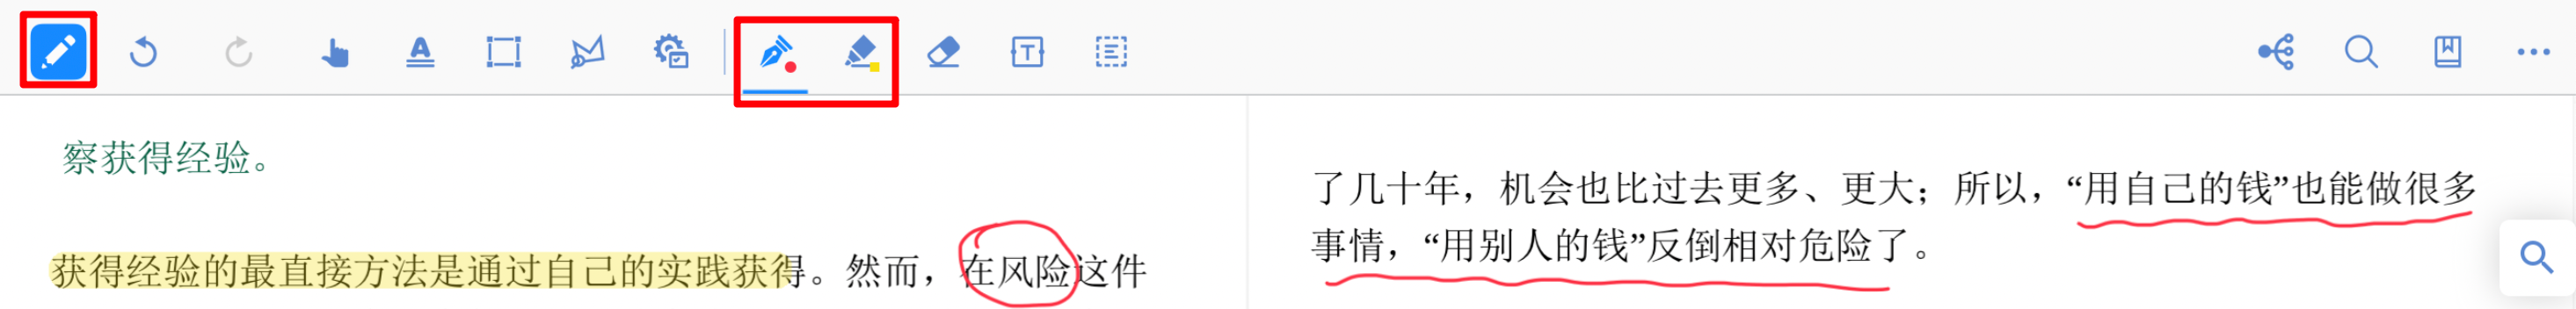 察获得经验。
获得经验的最直接方法是通过自己的实践获得。然而，在风险这件
了几十年，机会也比过去更多、更大；所以，“用自己的钱”也能做很多
事情，“用别人的钱”反倒相对危险了。